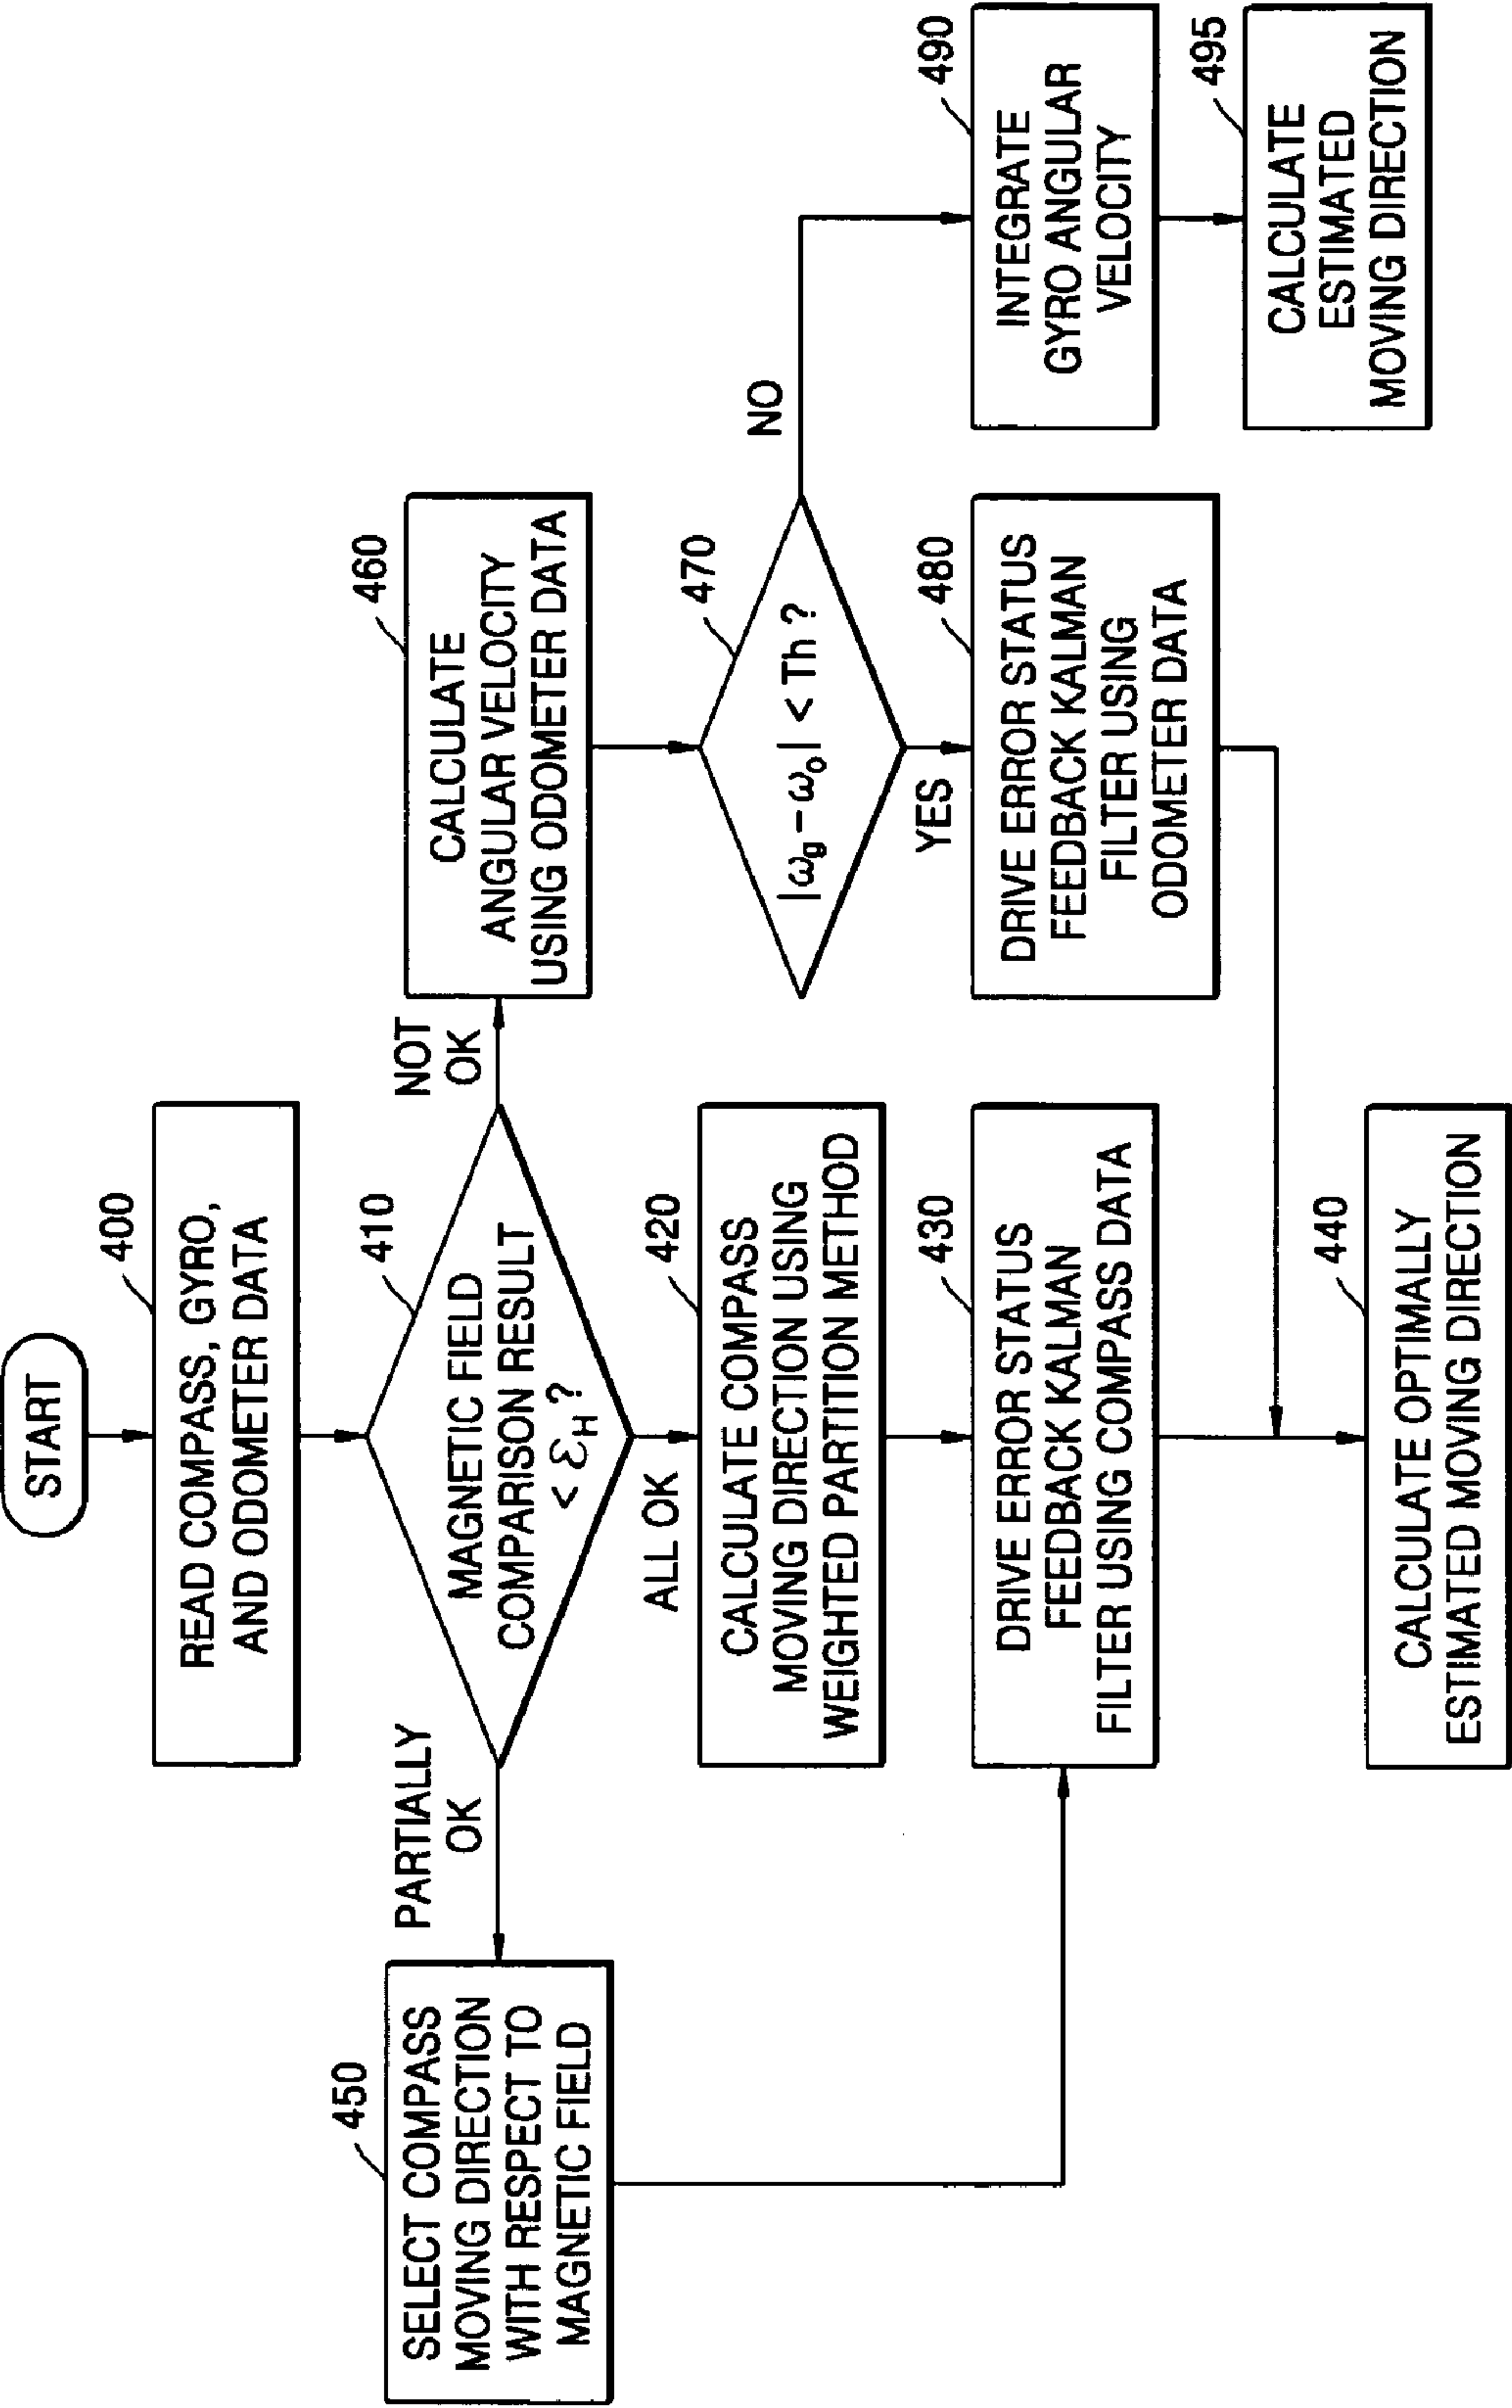 START
400
READ COMPASS, GYRO,
AND ODOMETER DATA
410
MAGNETIC FIELD
COMPARISON RESULT
< εH ?
PARTIALLY
OK
ALL OK
NOT
OK
450
SELECT COMPASS
MOVING DIRECTION
WITH RESPECT TO
MAGNETIC FIELD
420
CALCULATE COMPASS
MOVING DIRECTION USING
WEIGHTED PARTITION METHOD
430
DRIVE ERROR STATUS
FEEDBACK KALMAN
FILTER USING COMPASS DATA
440
CALCULATE OPTIMALLY
ESTIMATED MOVING DIRECTION
460
CALCULATE
ANGULAR VELOCITY
USING ODOMETER DATA
470
|ωg−ωo| < Th ?
YES
NO
480
DRIVE ERROR STATUS
FEEDBACK KALMAN
FILTER USING
ODOMETER DATA
490
INTEGRATE
GYRO ANGULAR
VELOCITY
495
CALCULATE
ESTIMATED
MOVING DIRECTION